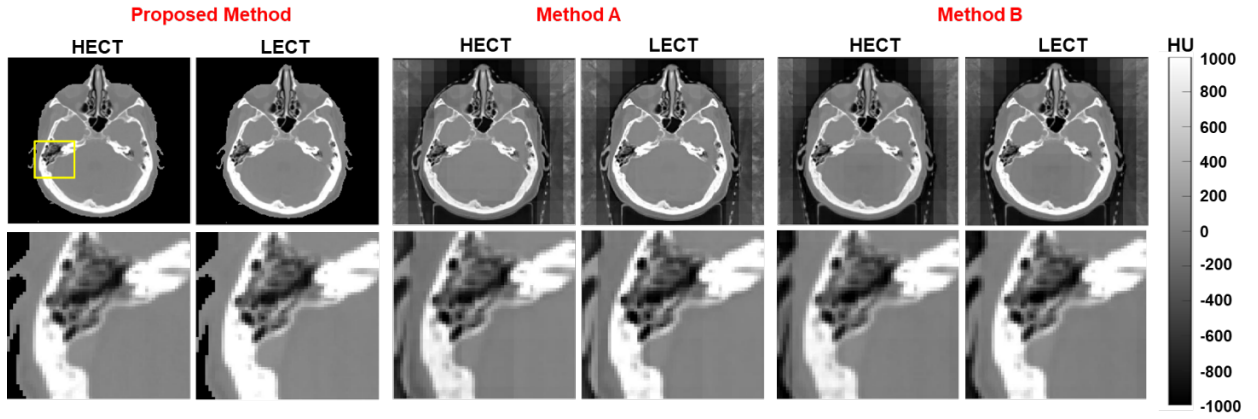 Proposed Method
Method A
Method B
HECT
LECT
HECT
LECT
HECT
LECT
HU
1000
800
600
400
200
0
-200
-400
-600
-800
-1000